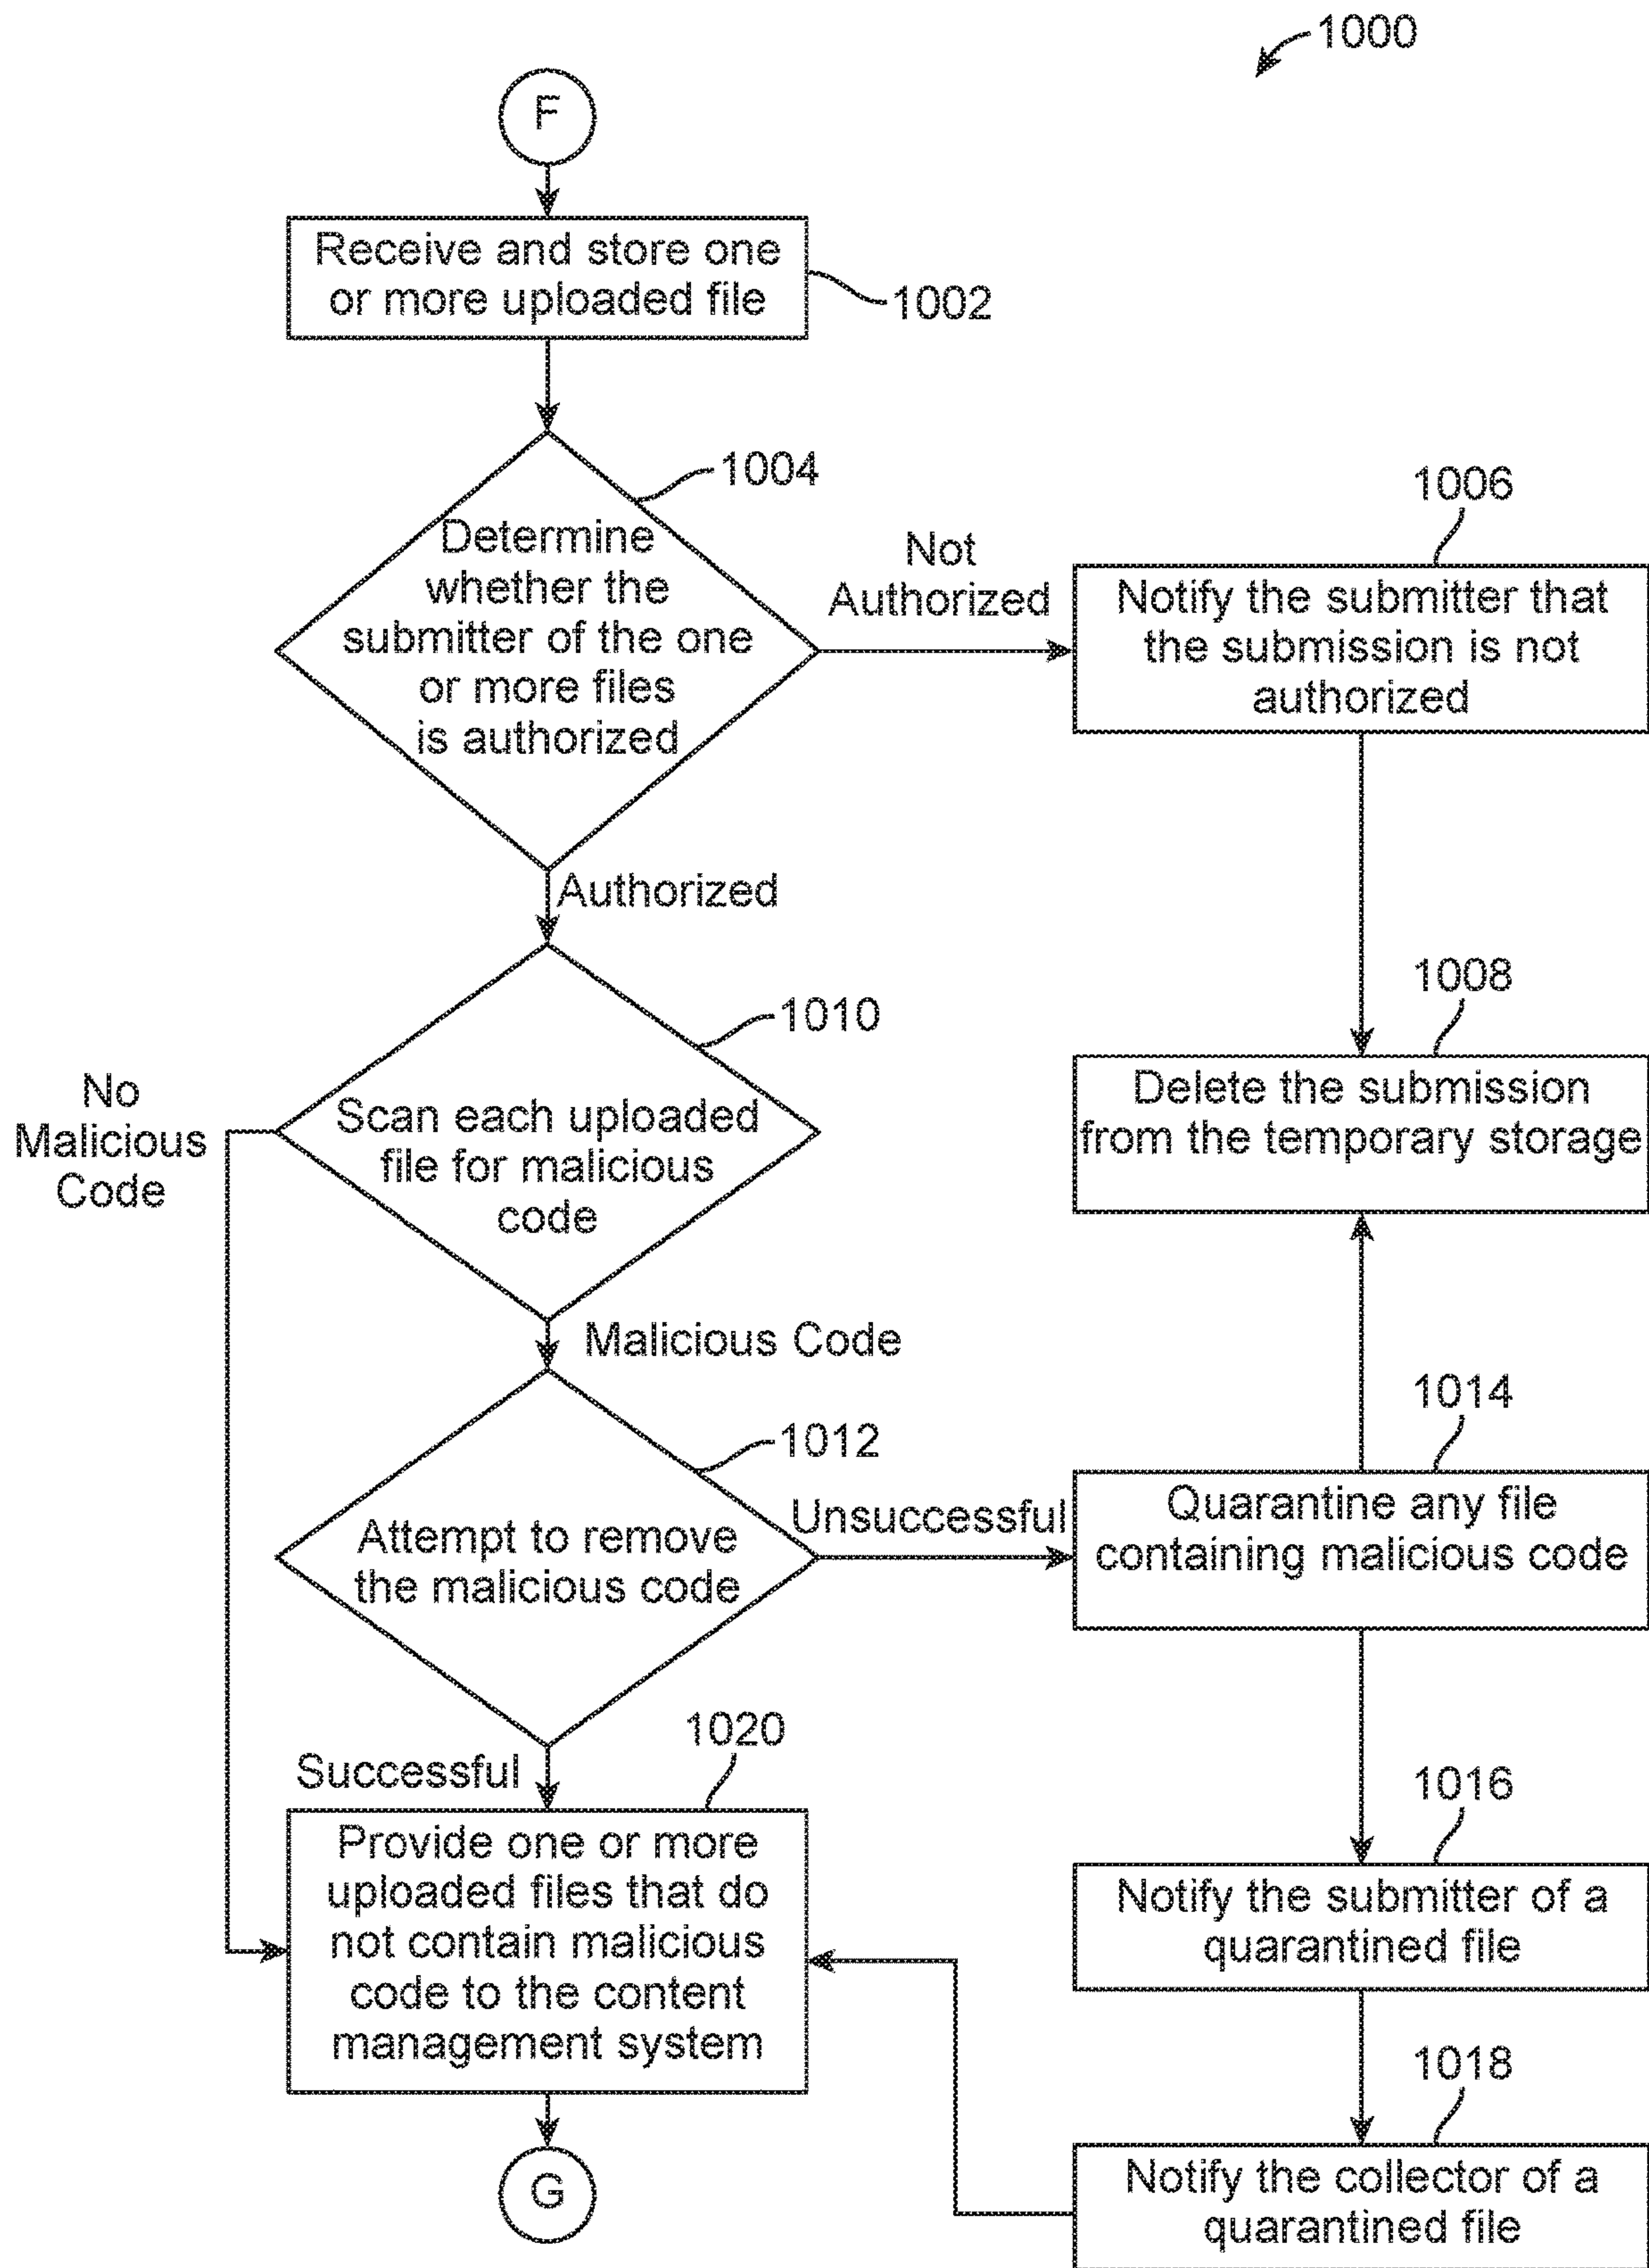 1000
F
Receive and store one
or more uploaded file
1002
1004
Determine
whether the
submitter of the one
or more files
is authorized
Not
Authorized
1006
Notify the submitter that
the submission is not
authorized
Authorized
1008
Delete the submission
from the temporary storage
1010
Scan each uploaded
file for malicious
code
No
Malicious
Code
Malicious Code
1012
Attempt to remove
the malicious code
Unsuccessful
1014
Quarantine any file
containing malicious code
Successful
1020
Provide one or more
uploaded files that do
not contain malicious
code to the content
management system
1016
Notify the submitter of a
quarantined file
1018
Notify the collector of a
quarantined file
G